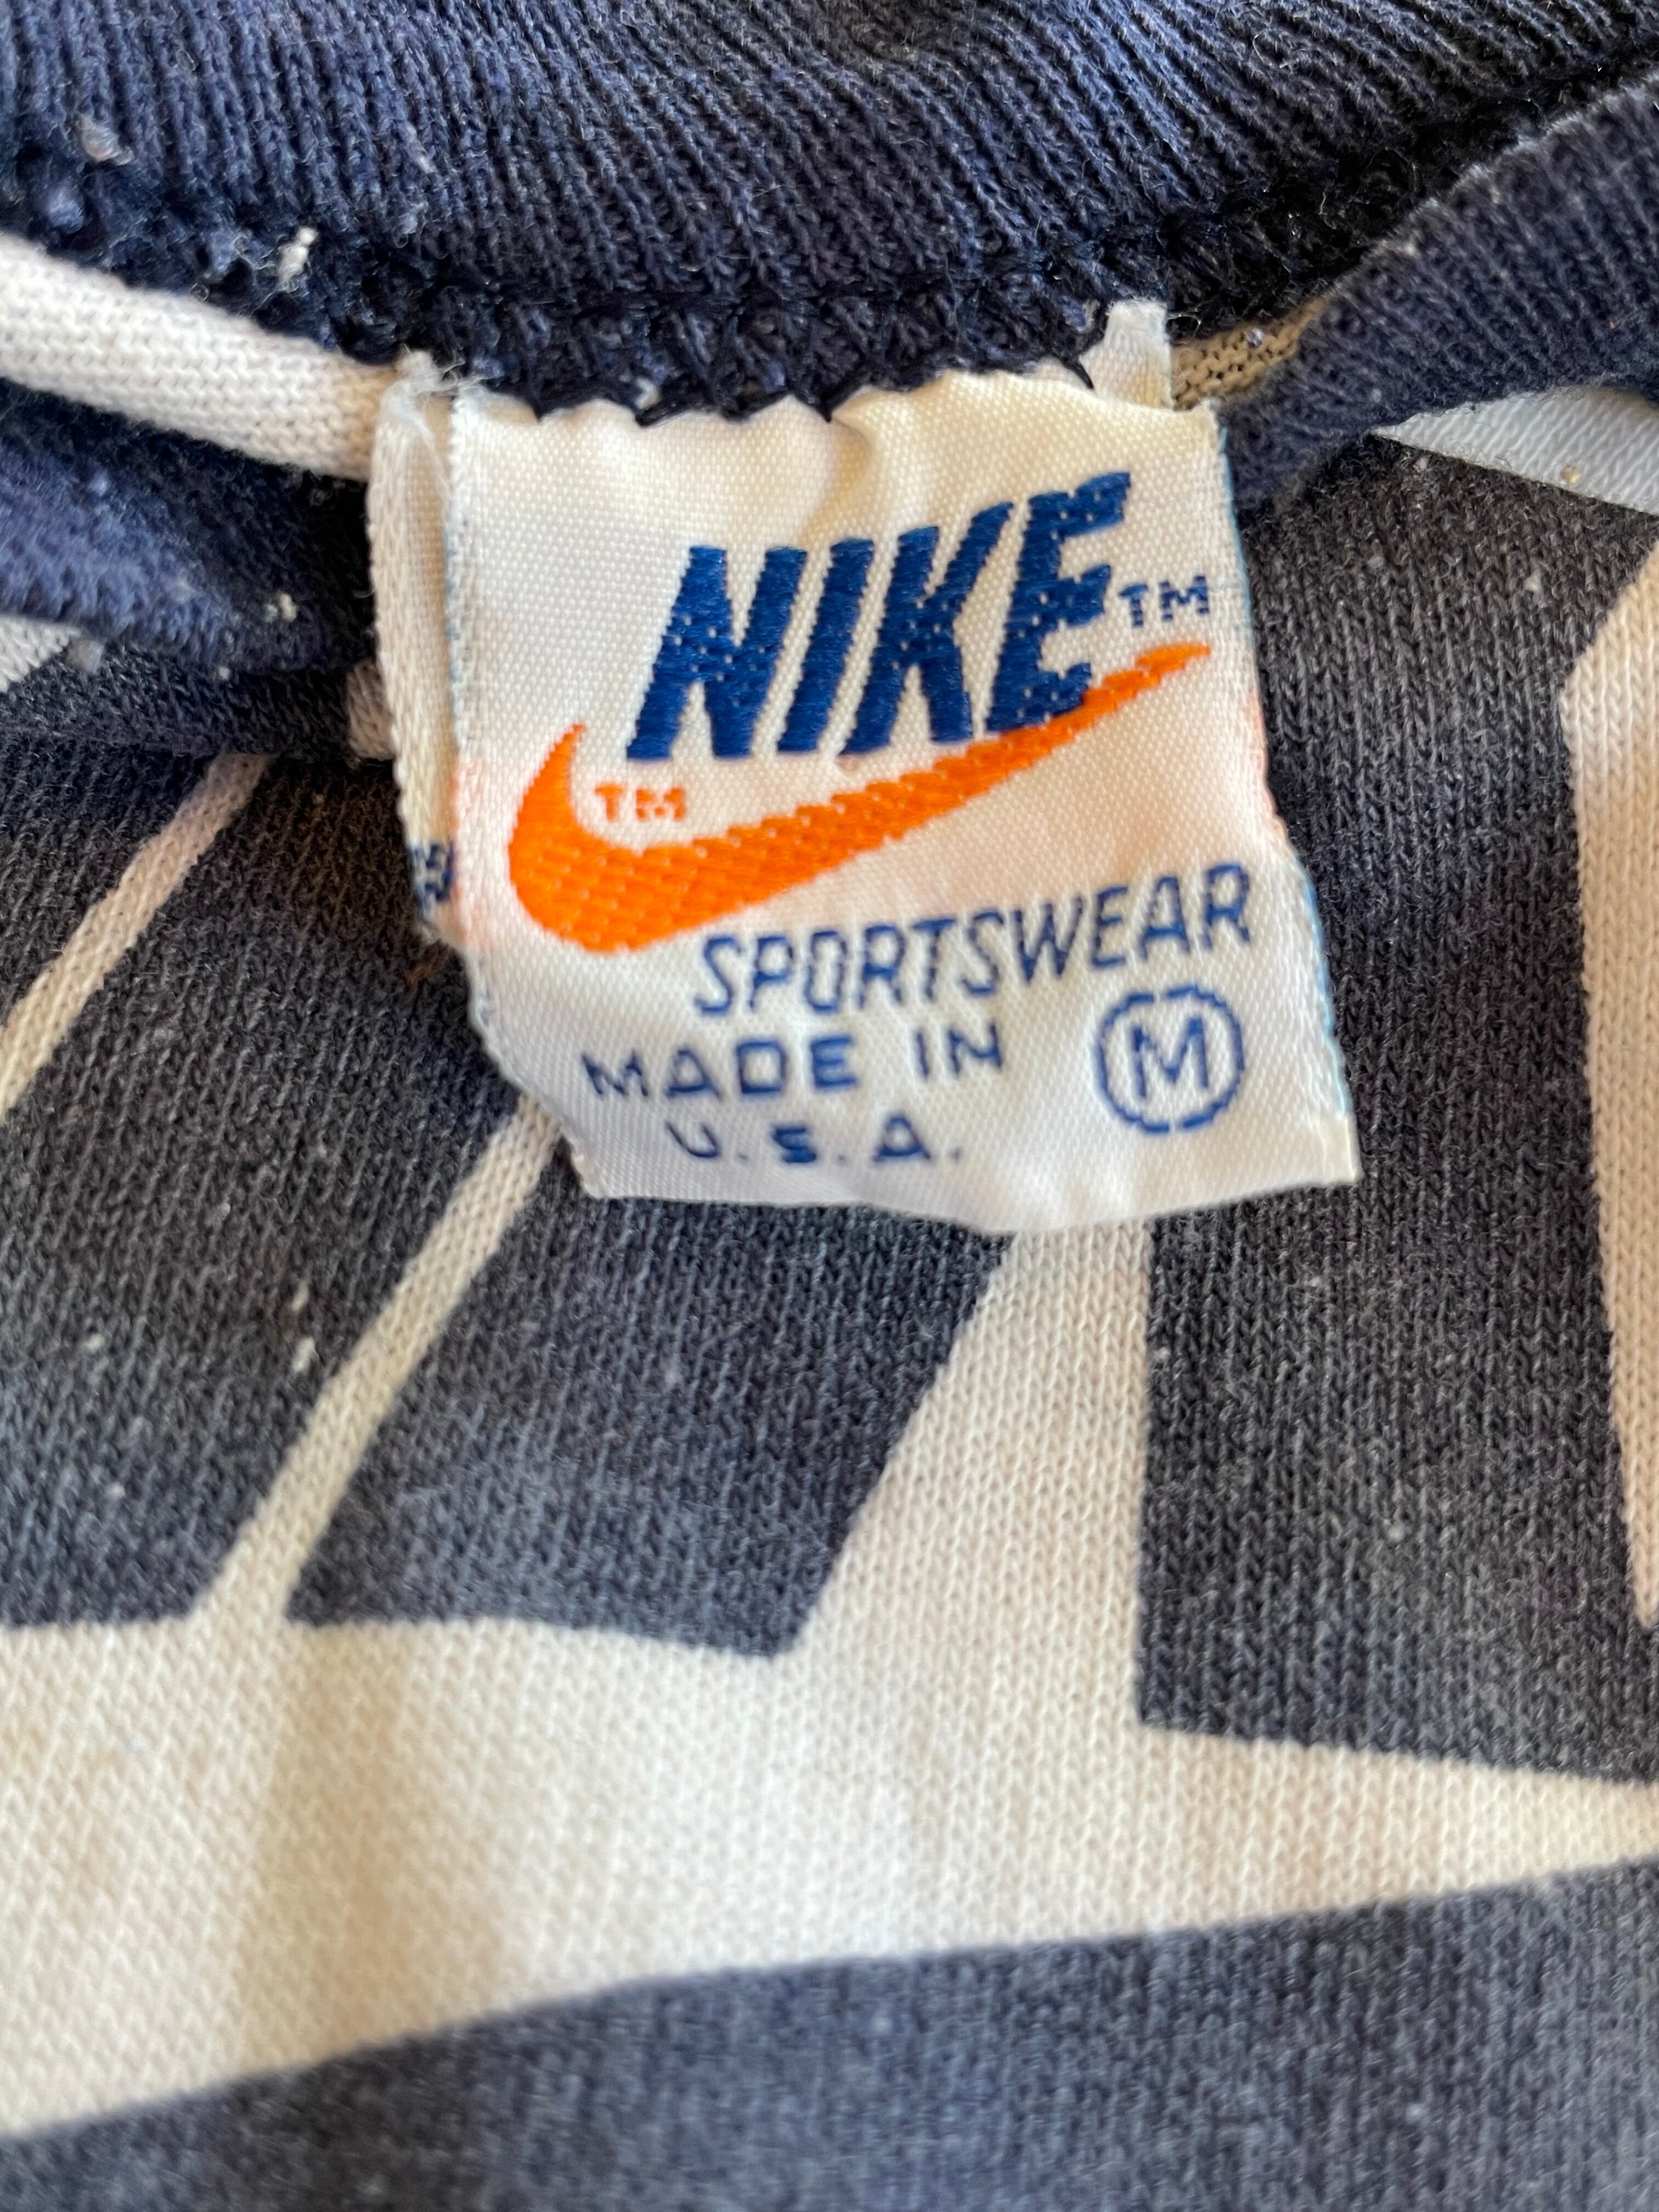 NIKE™
™
SPORTSWEAR
MADE IN
U.S.A.
Ⓜ